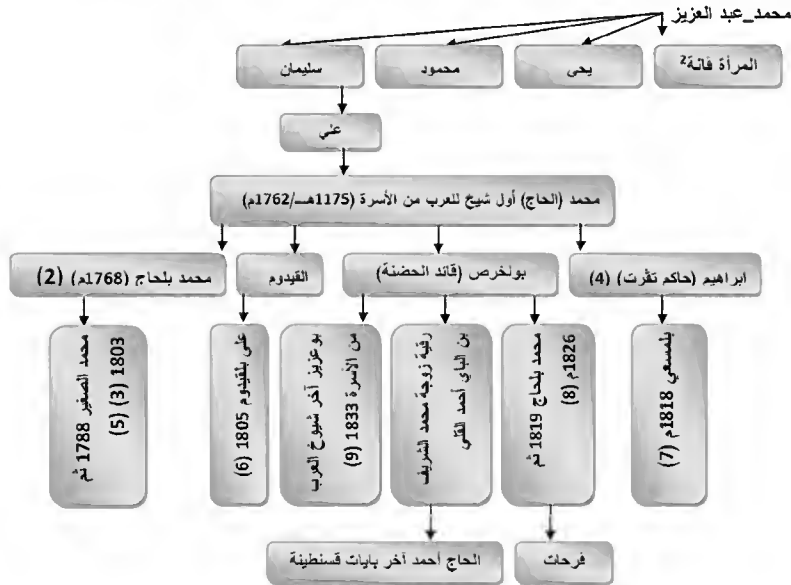 محمد_عبد العزيز
المرأة قانة²
يحى
محمود
سليمان
علي
محمد (الحاج) أول شيخ للعرب من الأسرة (1175هـ/1762م)
ابراهيم (حاكم تقرت) (4)
بولخرص (قائد الحضنة)
القيدوم
محمد بلحاج (1768م) (2)
بلمسعي 1818م (7)
محمد بلحاج 1819 ثم
1826م (8)
رقية زوجة محمد الشريف
بن الباي أحمد القلي
بوعزيز آخر شيوخ العرب
من الأسرة 1833 (9)
علي بلقيدوم 1805 (6)
محمد الصغير 1788 ثم
1803 (3) (5)
فرحات
الحاج أحمد آخر بايات قسنطينة